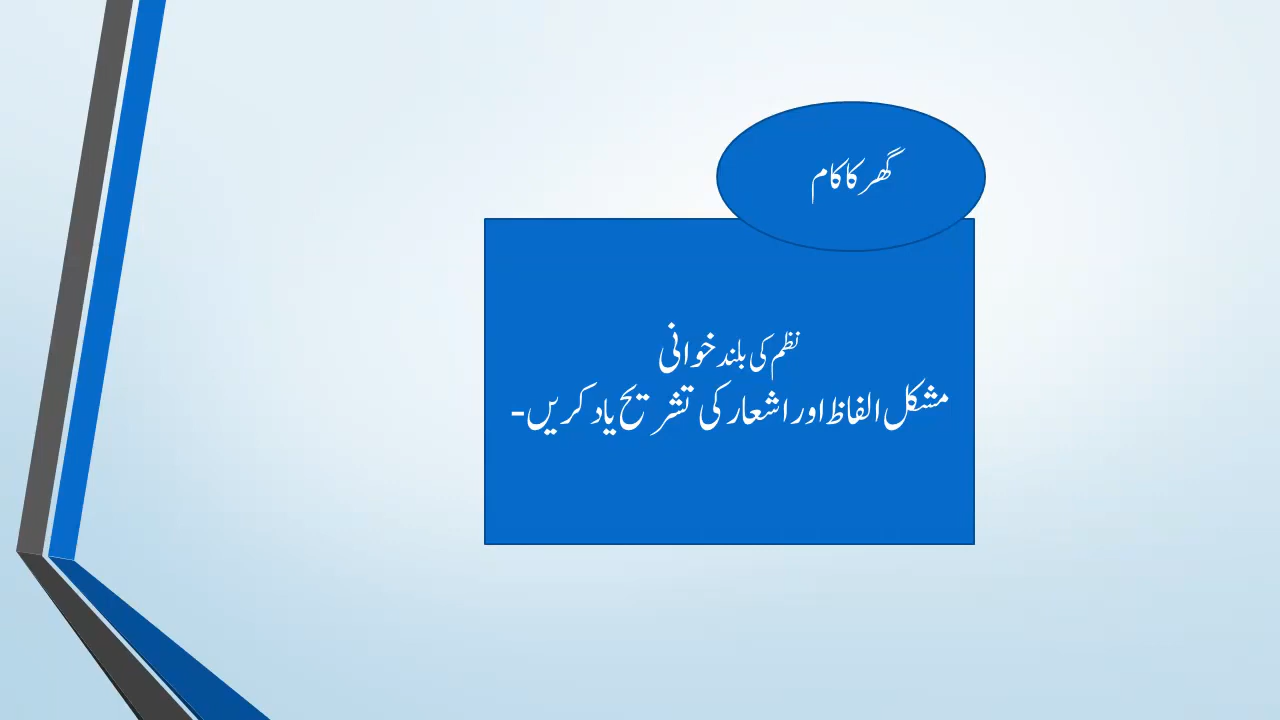 گھر کا کام
نظم کی بلند خوانی
مشکل الفاظ اور اشعار کی تشریح یاد کریں-